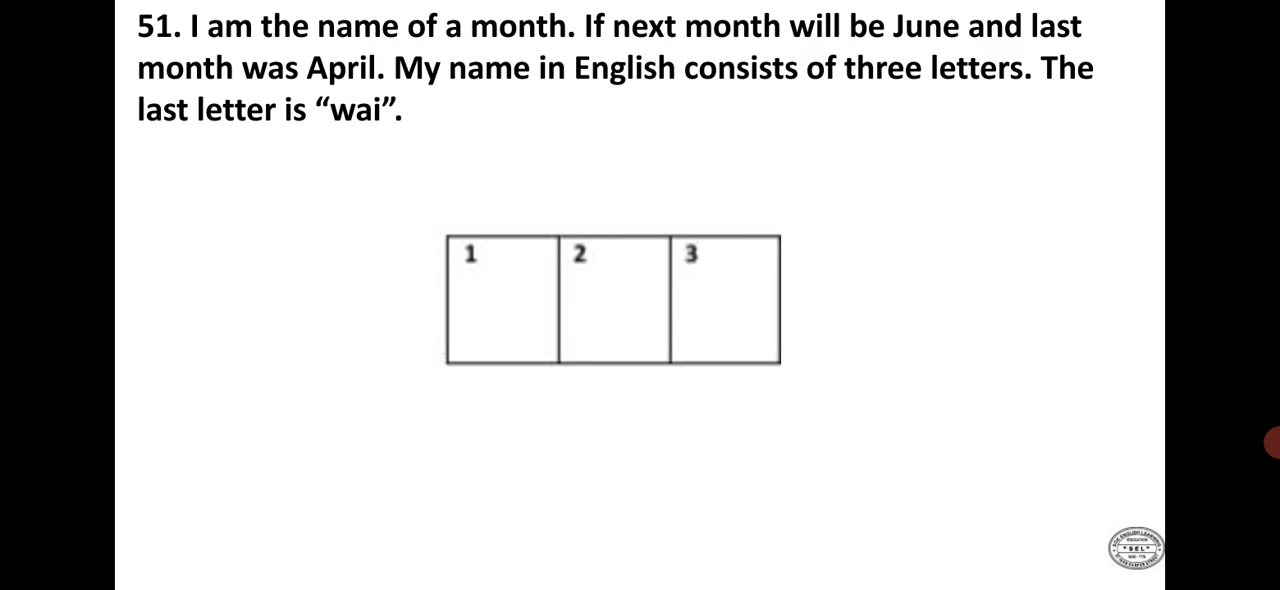 51. I am the name of a month. If next month will be June and last
month was April. My name in English consists of three letters. The
last letter is “wai”.
1 2 3
"SEL"